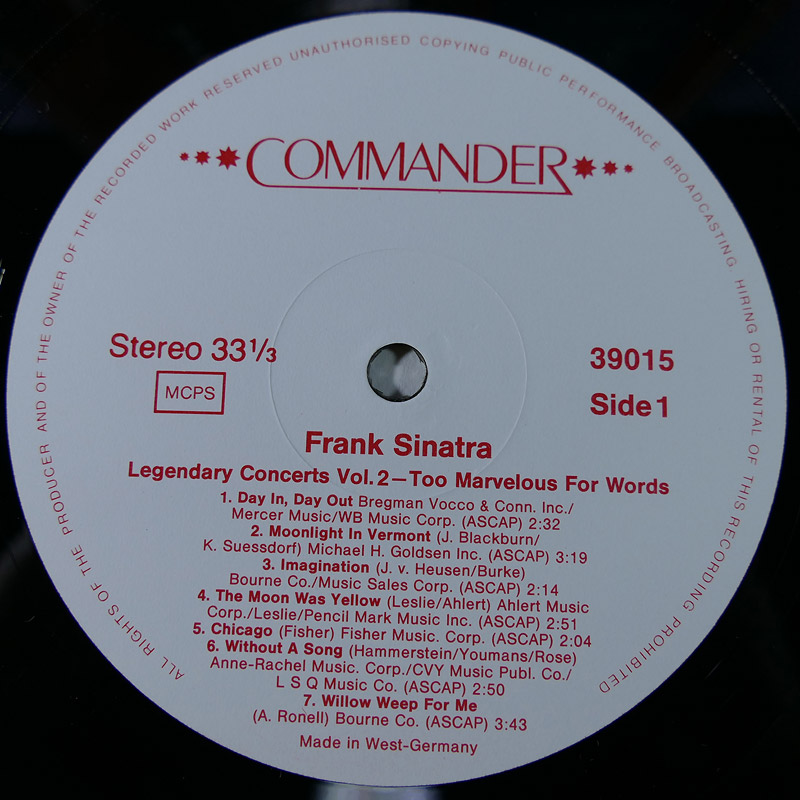 ALL RIGHTS OF THE PRODUCER AND OF THE OWNER OF THE RECORDED WORK RESERVED UNAUTHORISED COPYING PUBLIC PERFORMANCE BROADCASTING, HIRING OR RENTAL OF THIS RECORDING PROHIBITED
COMMANDER
Stereo 33⅓
MCPS
39015
Side 1
Frank Sinatra
Legendary Concerts Vol. 2 – Too Marvelous For Words
1. Day In, Day Out Bregman Vocco & Conn. Inc./
Mercer Music/WB Music Corp. (ASCAP) 2:32
2. Moonlight In Vermont (J. Blackburn/
K. Suessdorf) Michael H. Goldsen Inc. (ASCAP) 3:19
3. Imagination (J. v. Heusen/Burke)
Bourne Co./Music Sales Corp. (ASCAP) 2:14
4. The Moon Was Yellow (Leslie/Ahlert) Ahlert Music
Corp./Leslie/Pencil Mark Music Inc. (ASCAP) 2:51
5. Chicago (Fisher) Fisher Music. Corp. (ASCAP) 2:04
6. Without A Song (Hammerstein/Youmans/Rose)
Anne-Rachel Music. Corp./CVY Music Publ. Co./
L S Q Music Co. (ASCAP) 2:50
7. Willow Weep For Me
(A. Ronell) Bourne Co. (ASCAP) 3:43
Made in West-Germany